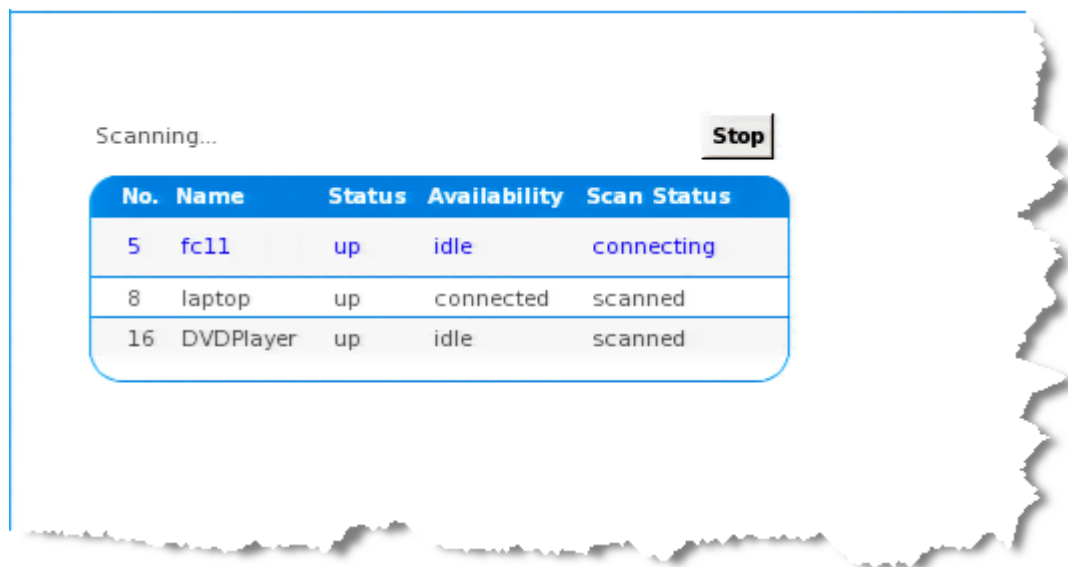 Scanning... Stop
No. Name Status Availability Scan Status
5 fc11 up idle connecting
8 laptop up connected scanned
16 DVDPlayer up idle scanned